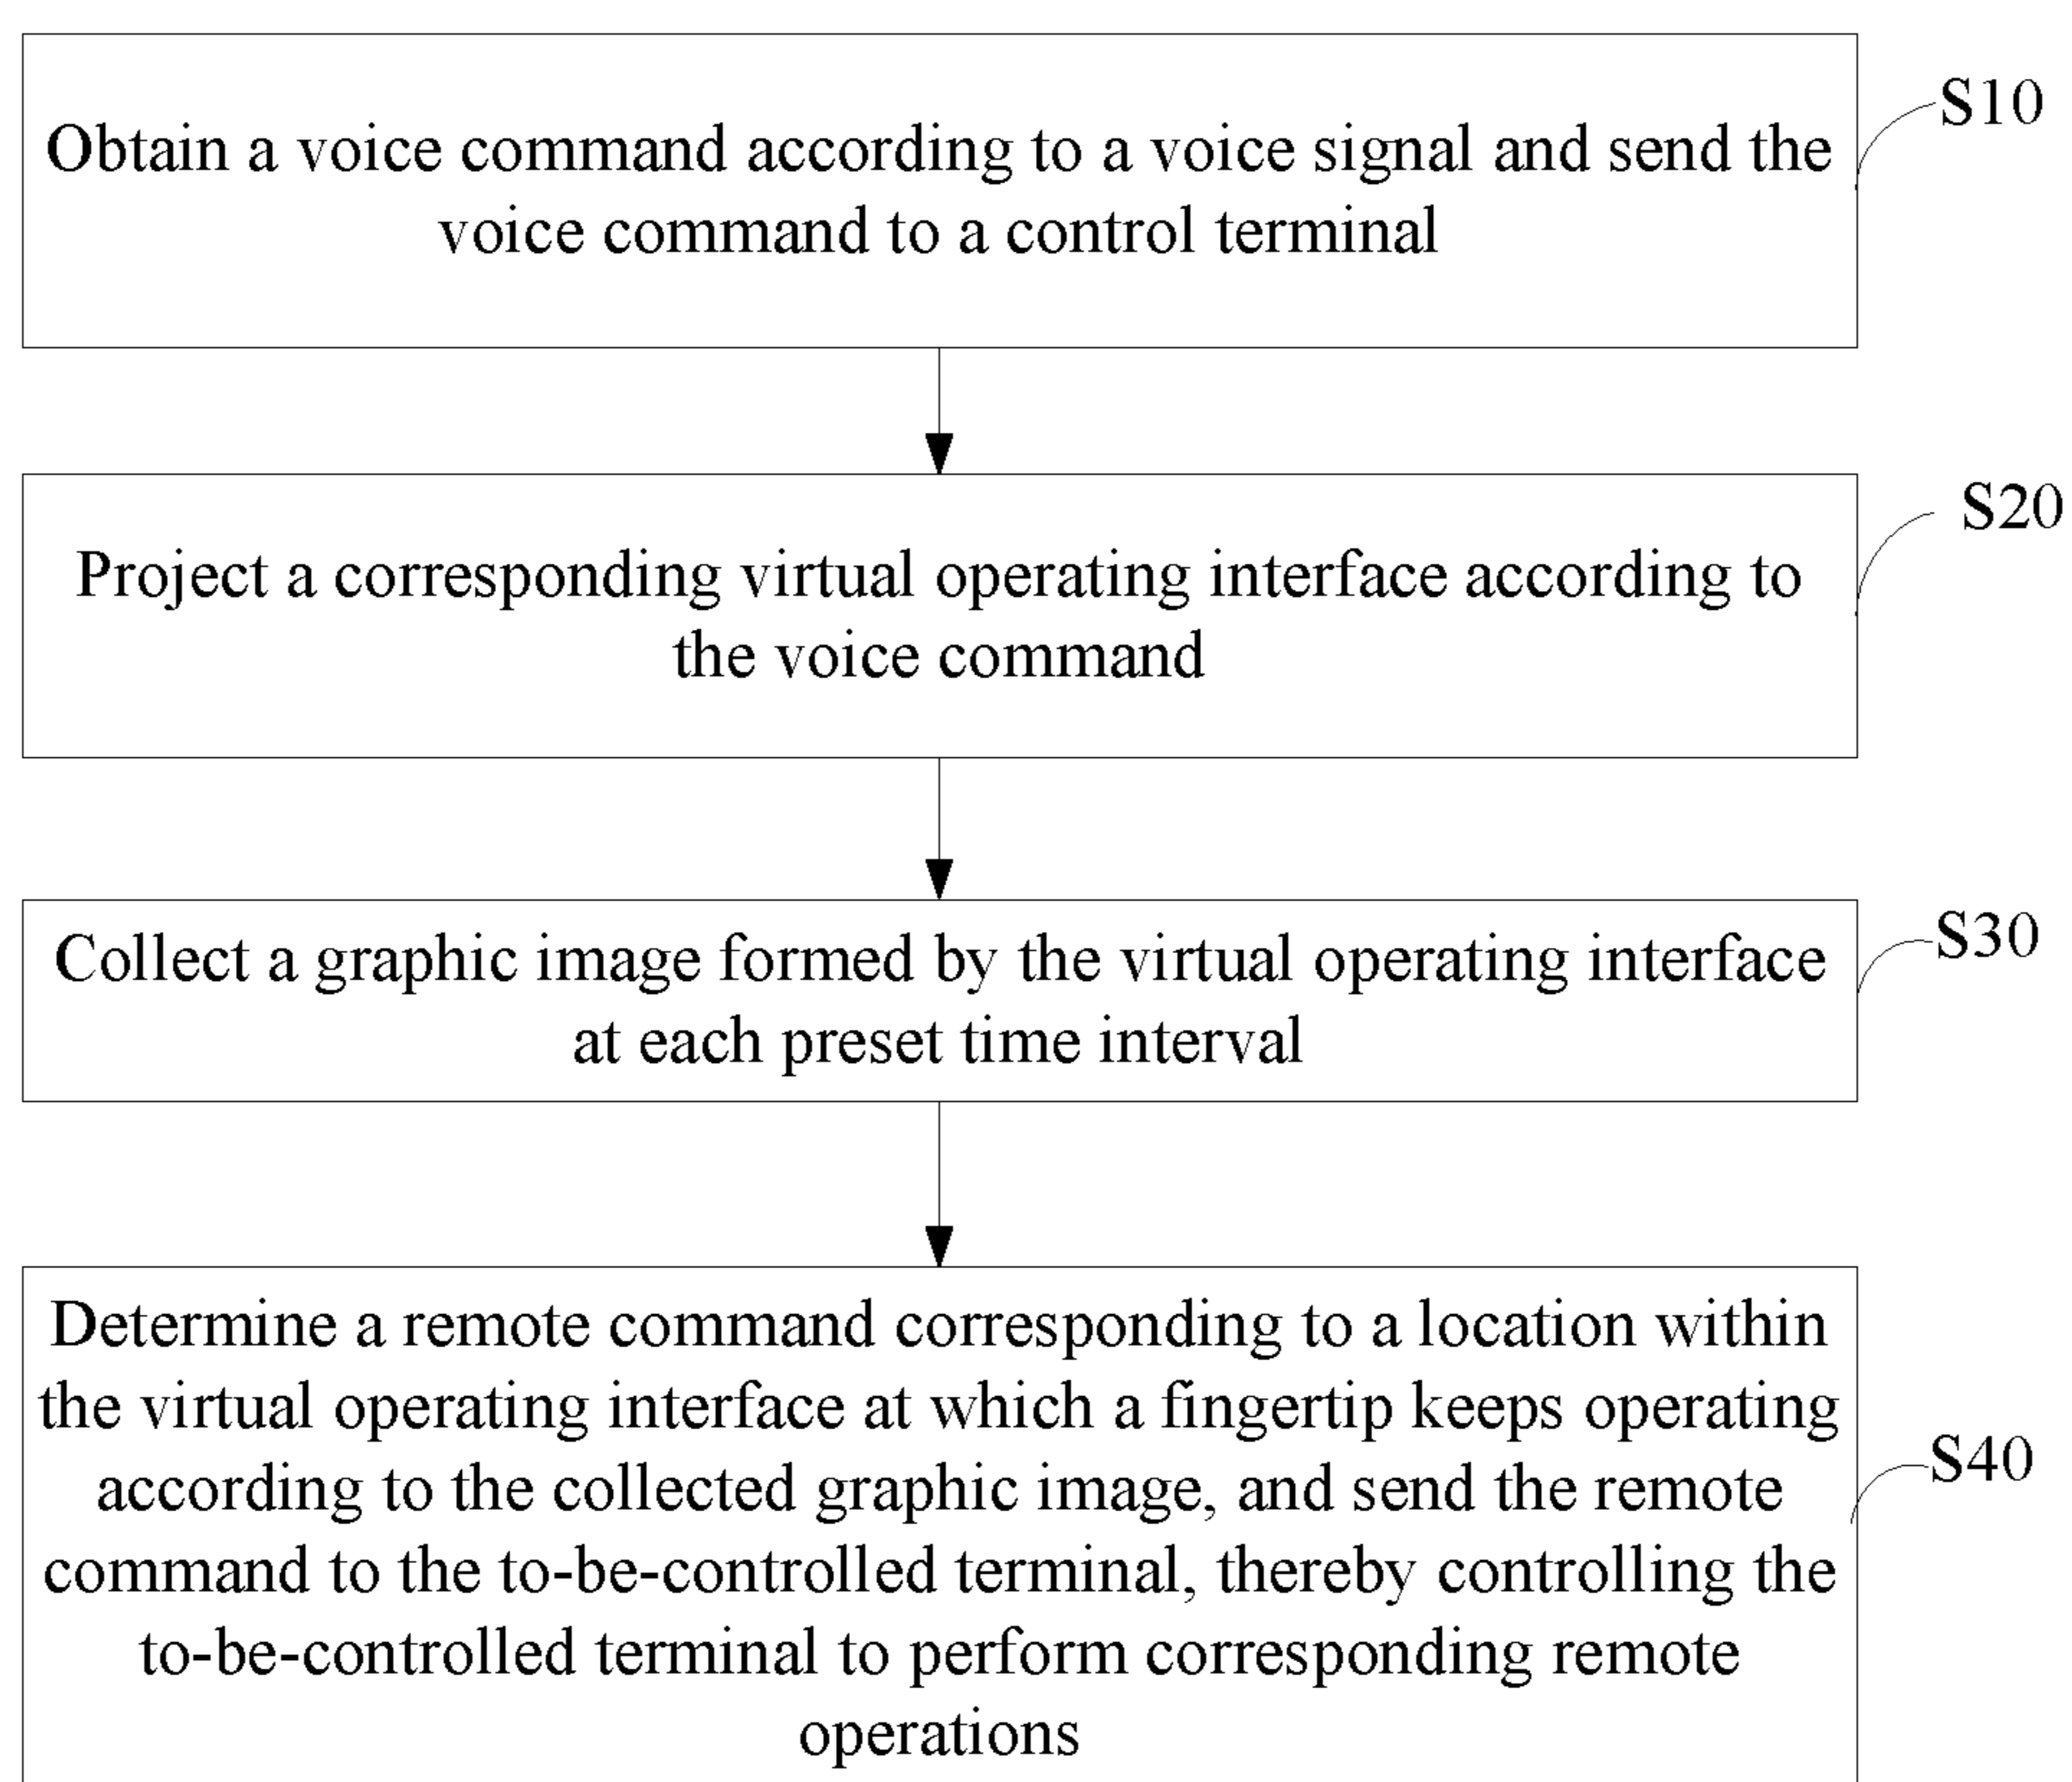 Obtain a voice command according to a voice signal and send the
voice command to a control terminal
S10
Project a corresponding virtual operating interface according to
the voice command
S20
Collect a graphic image formed by the virtual operating interface
at each preset time interval
S30
Determine a remote command corresponding to a location within
the virtual operating interface at which a fingertip keeps operating
according to the collected graphic image, and send the remote
command to the to-be-controlled terminal, thereby controlling the
to-be-controlled terminal to perform corresponding remote
operations
S40